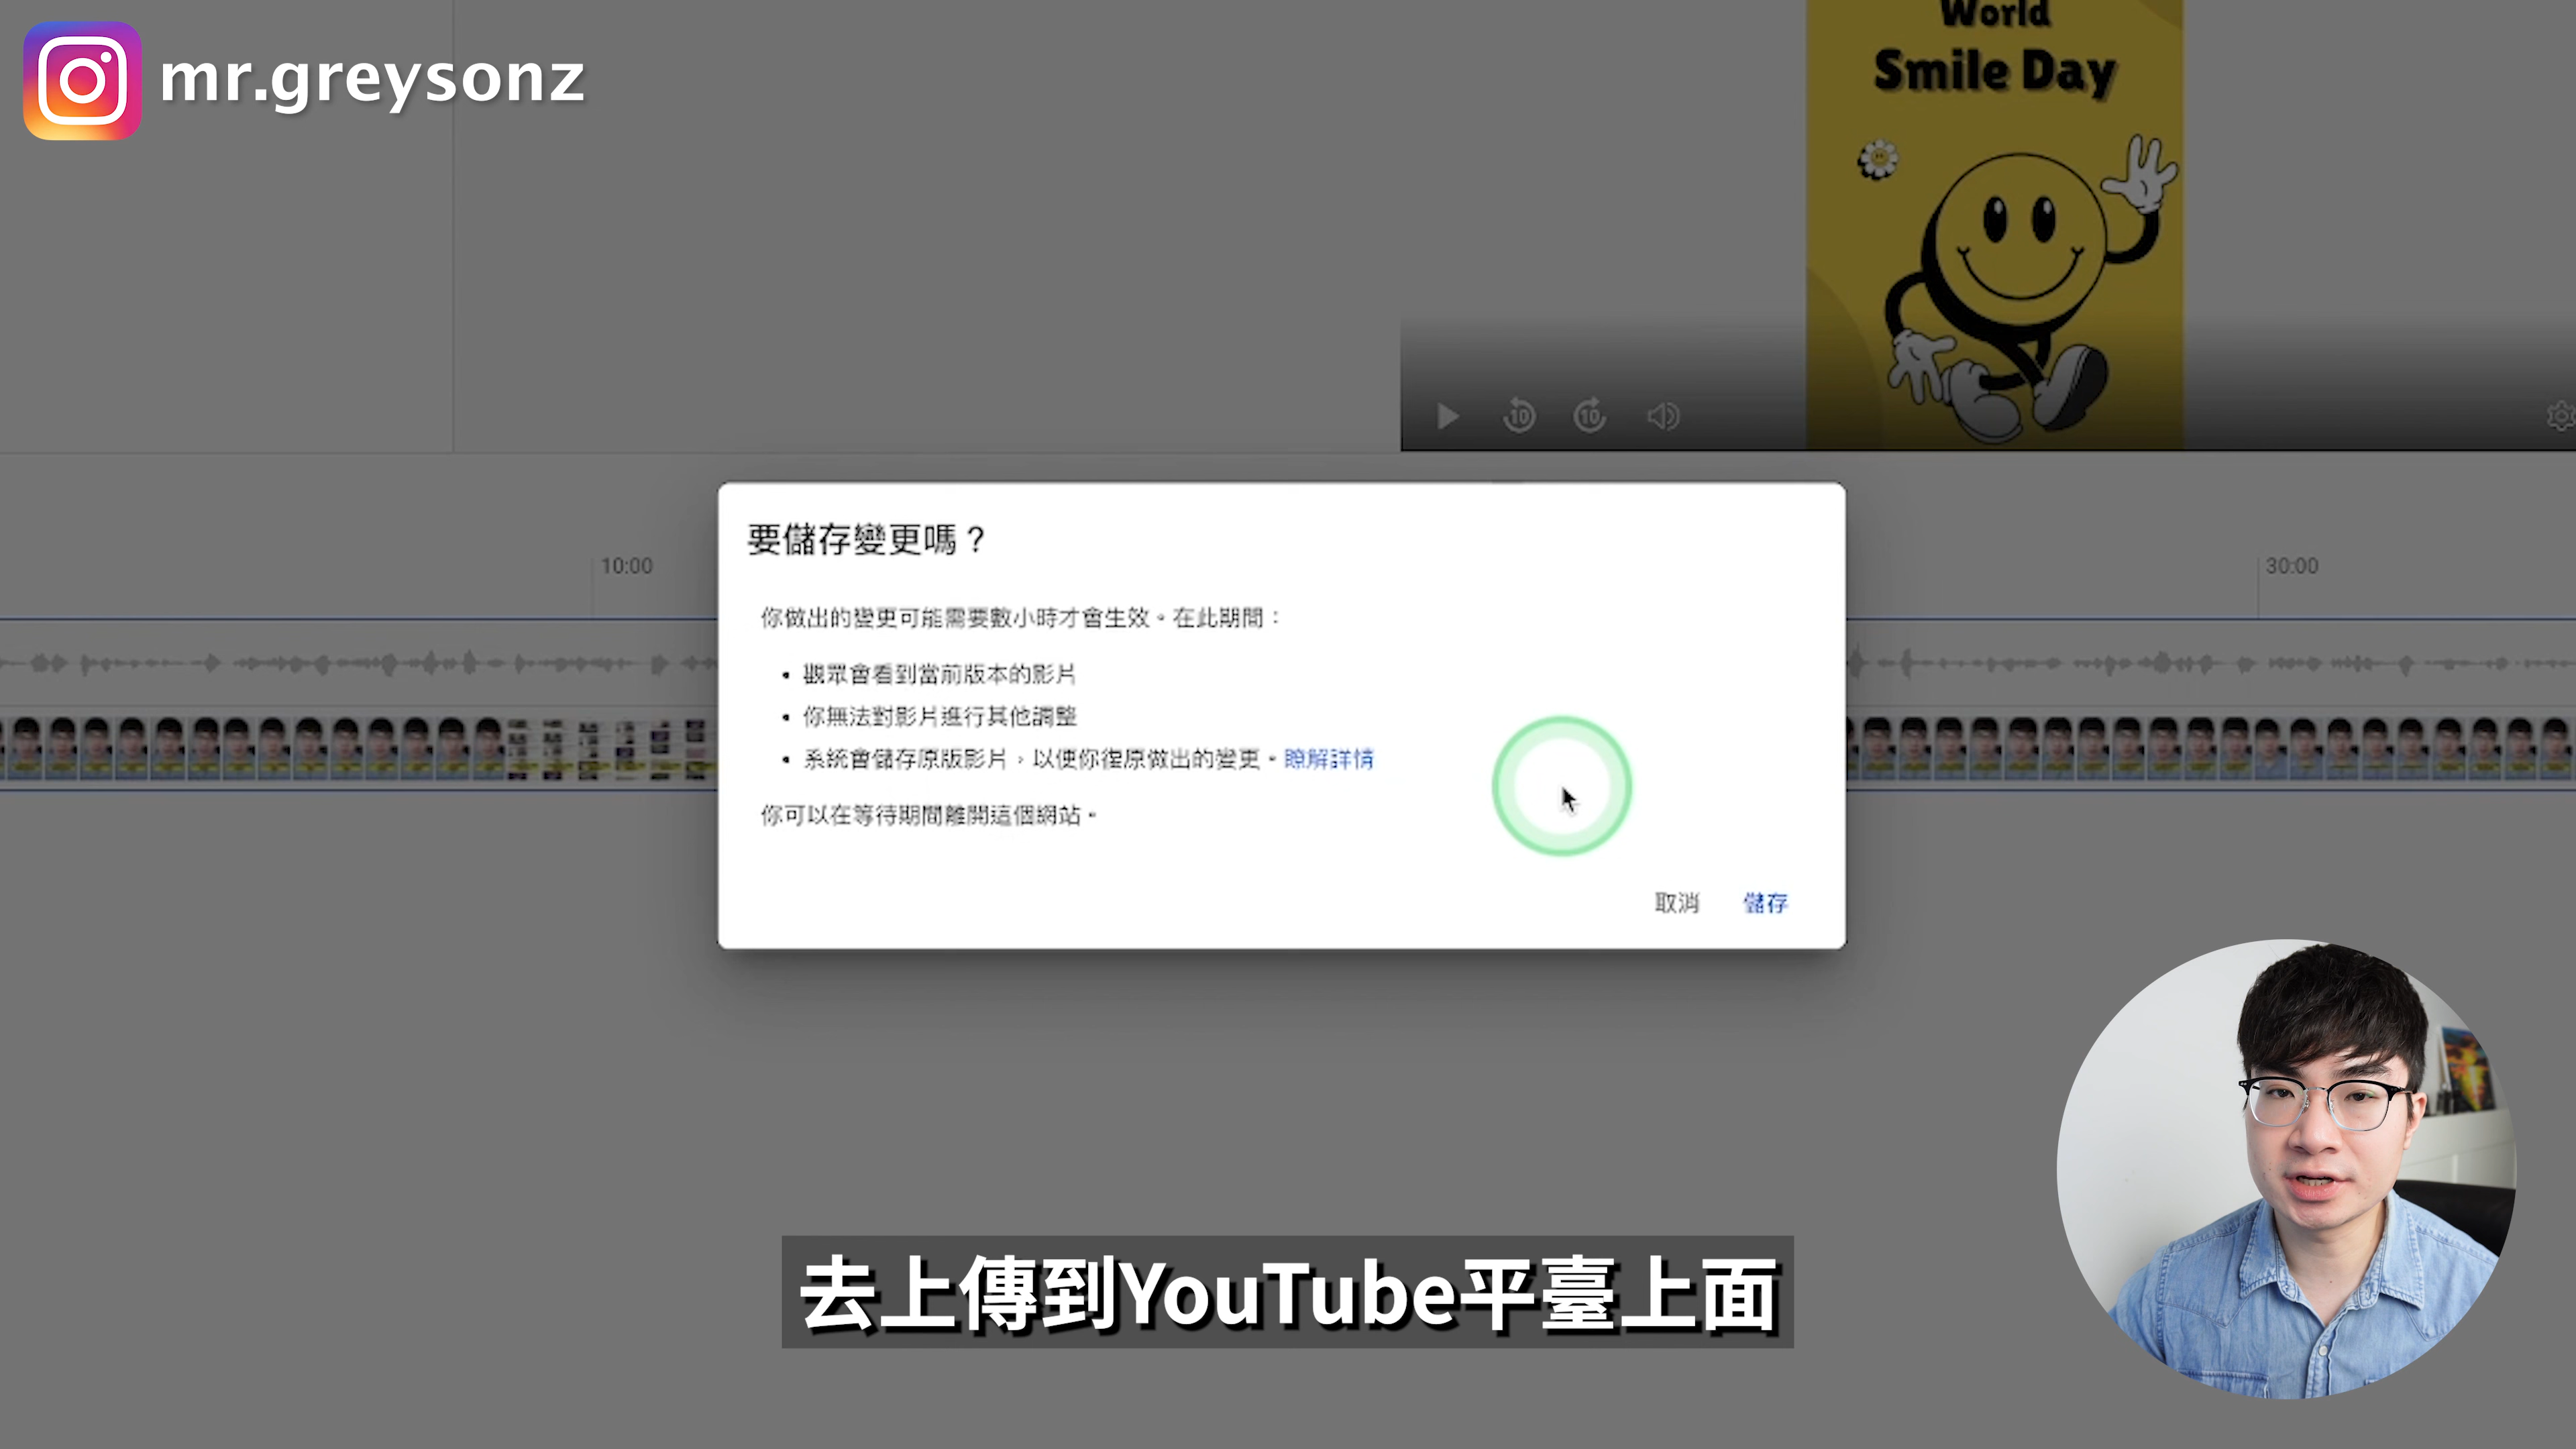 mr.greysonz
World
Smile Day
10
10
要儲存變更嗎？
10:00
30:00
你做出的變更可能需要數小時才會生效。在此期間：
• 觀眾會看到當前版本的影片
• 你無法對影片進行其他調整
• 系統會儲存原版影片，以便你復原做出的變更。瞭解詳情
你可以在等待期間離開這個網站。
取消 儲存
去上傳到YouTube平臺上面